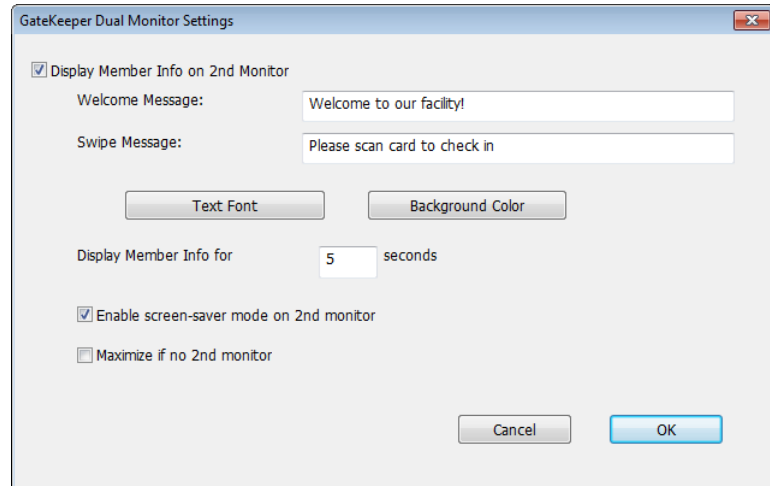 GateKeeper Dual Monitor Settings
Display Member Info on 2nd Monitor
Welcome Message: Welcome to our facility!
Swipe Message: Please scan card to check in
Text Font Background Color
Display Member Info for 5 seconds
Enable screen-saver mode on 2nd monitor
Maximize if no 2nd monitor
Cancel OK